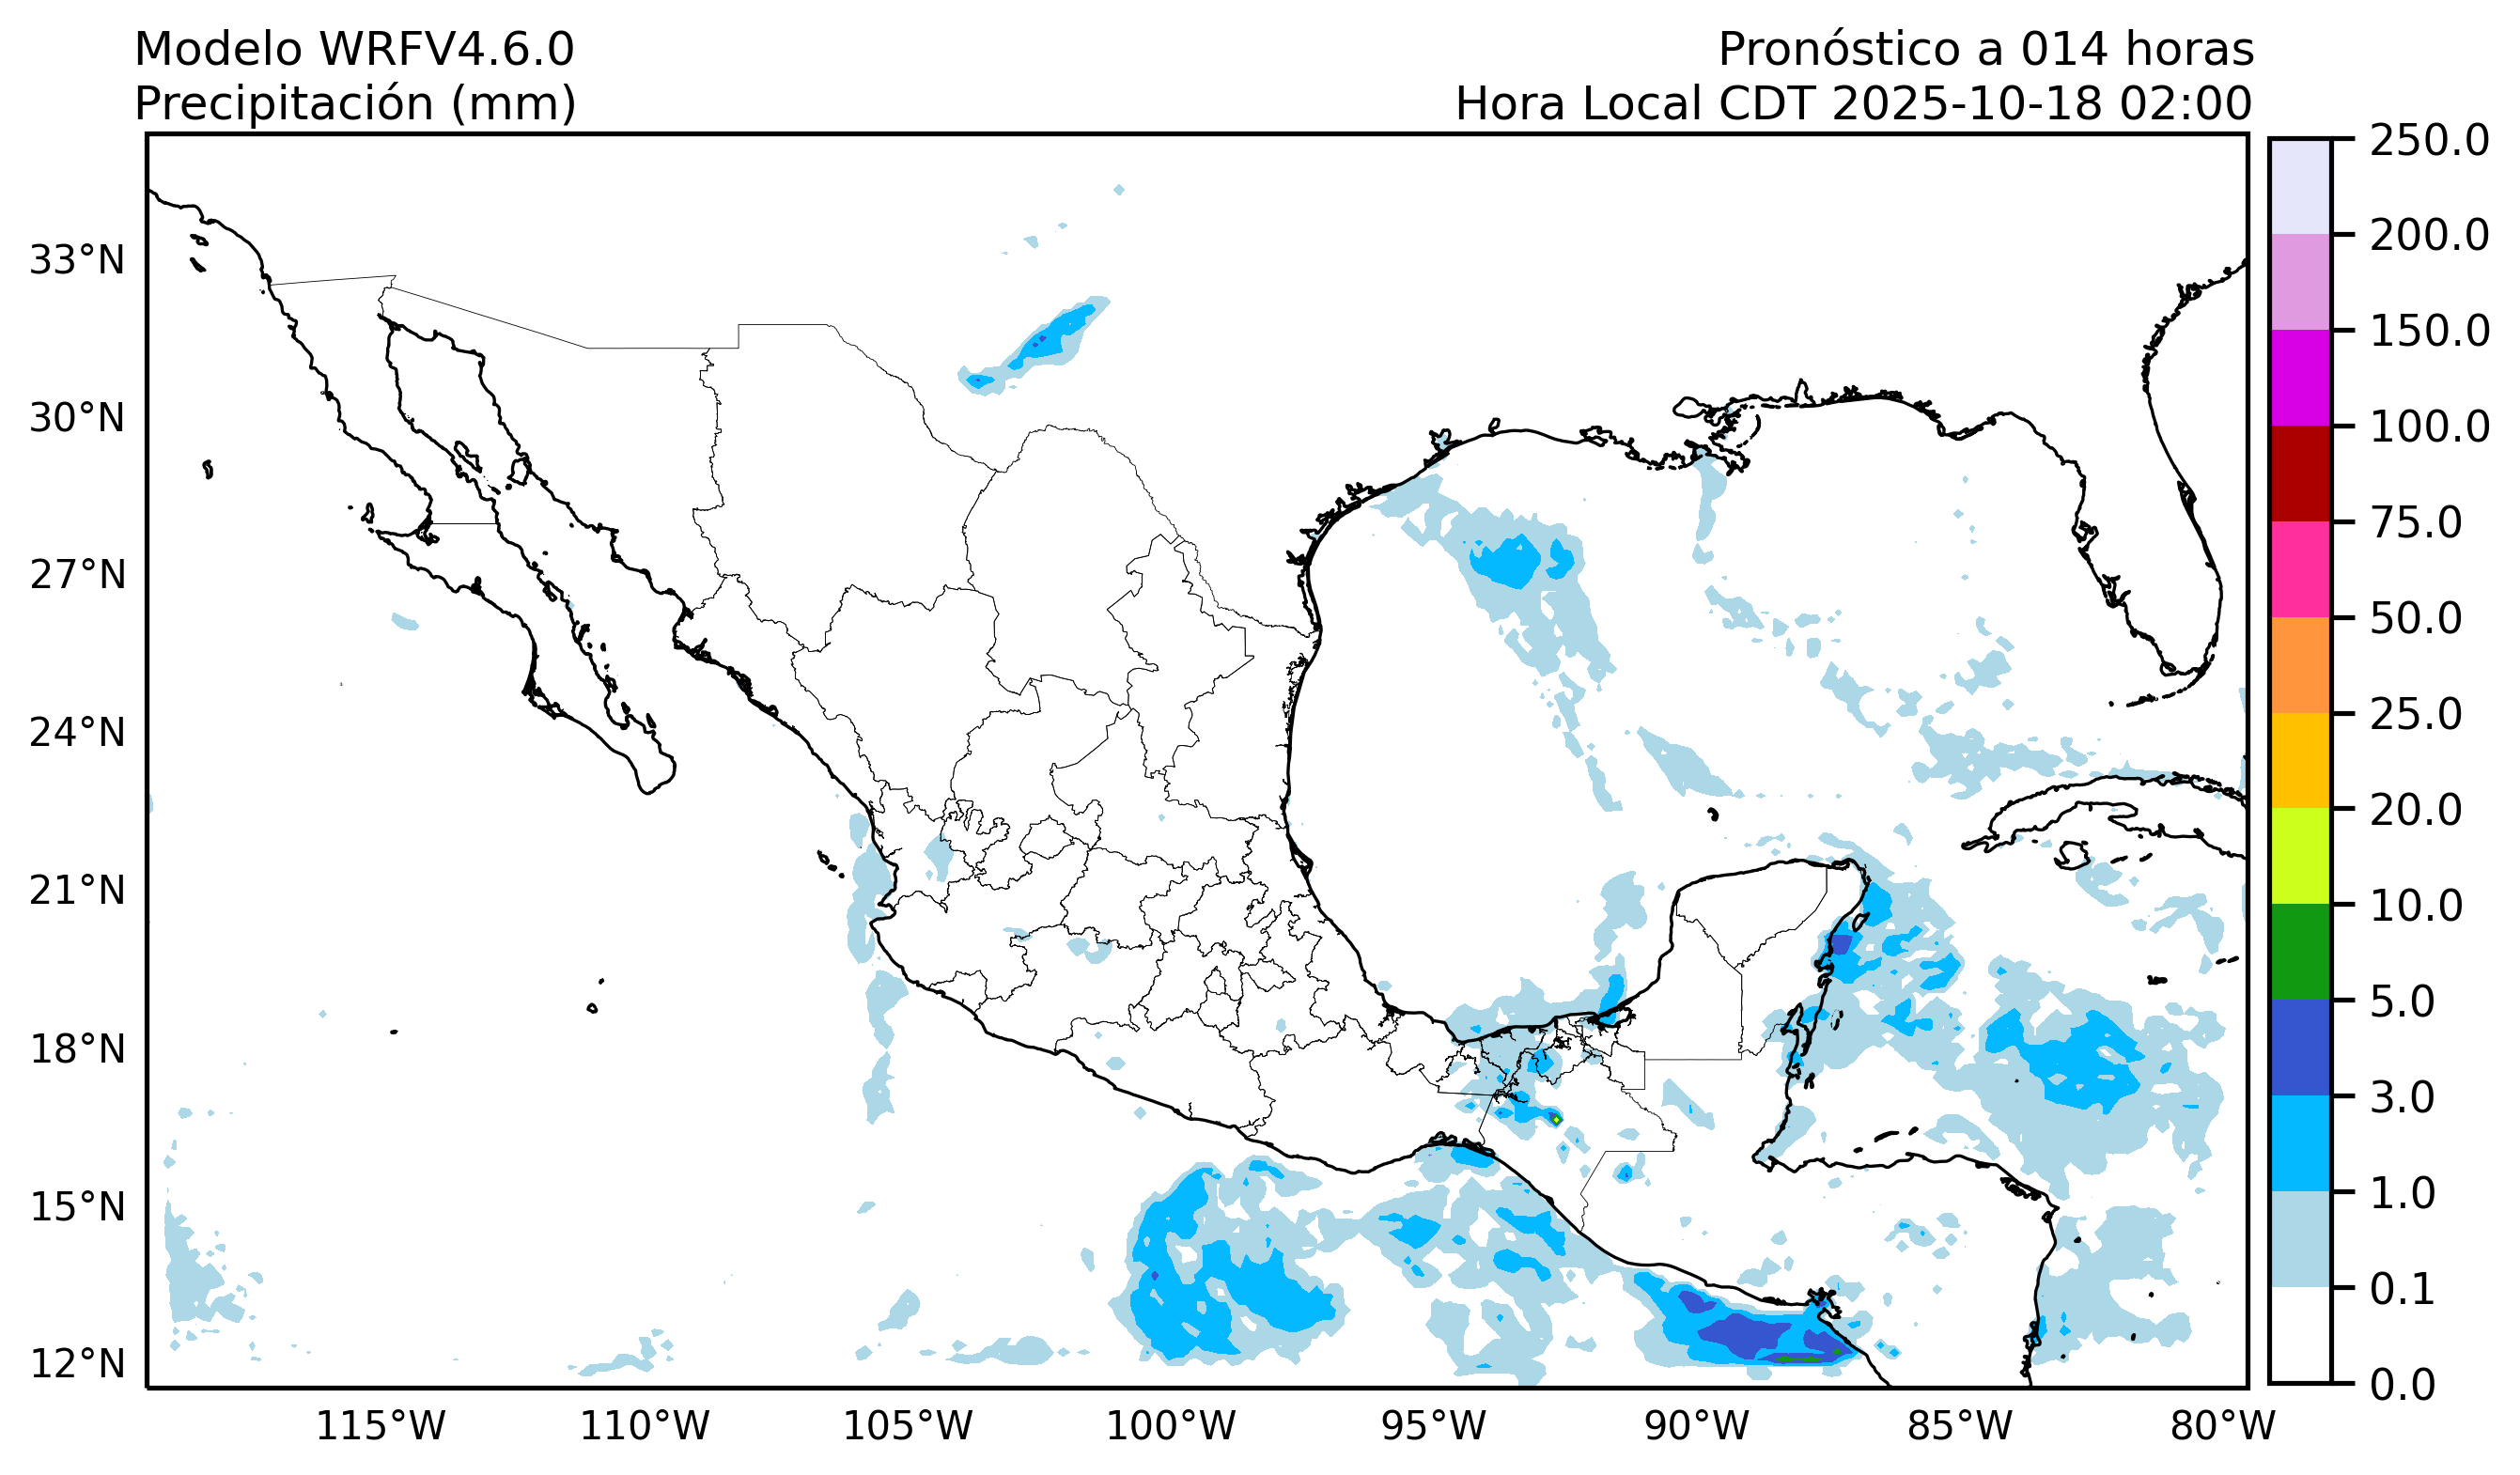 Modelo WRFV4.6.0
Precipitación (mm)
Pronóstico a 014 horas
Hora Local CDT 2025-10-18 02:00
33°N
30°N
27°N
24°N
21°N
18°N
15°N
12°N
115°W
110°W
105°W
100°W
95°W
90°W
85°W
80°W
250.0
200.0
150.0
100.0
75.0
50.0
25.0
20.0
10.0
5.0
3.0
1.0
0.1
0.0